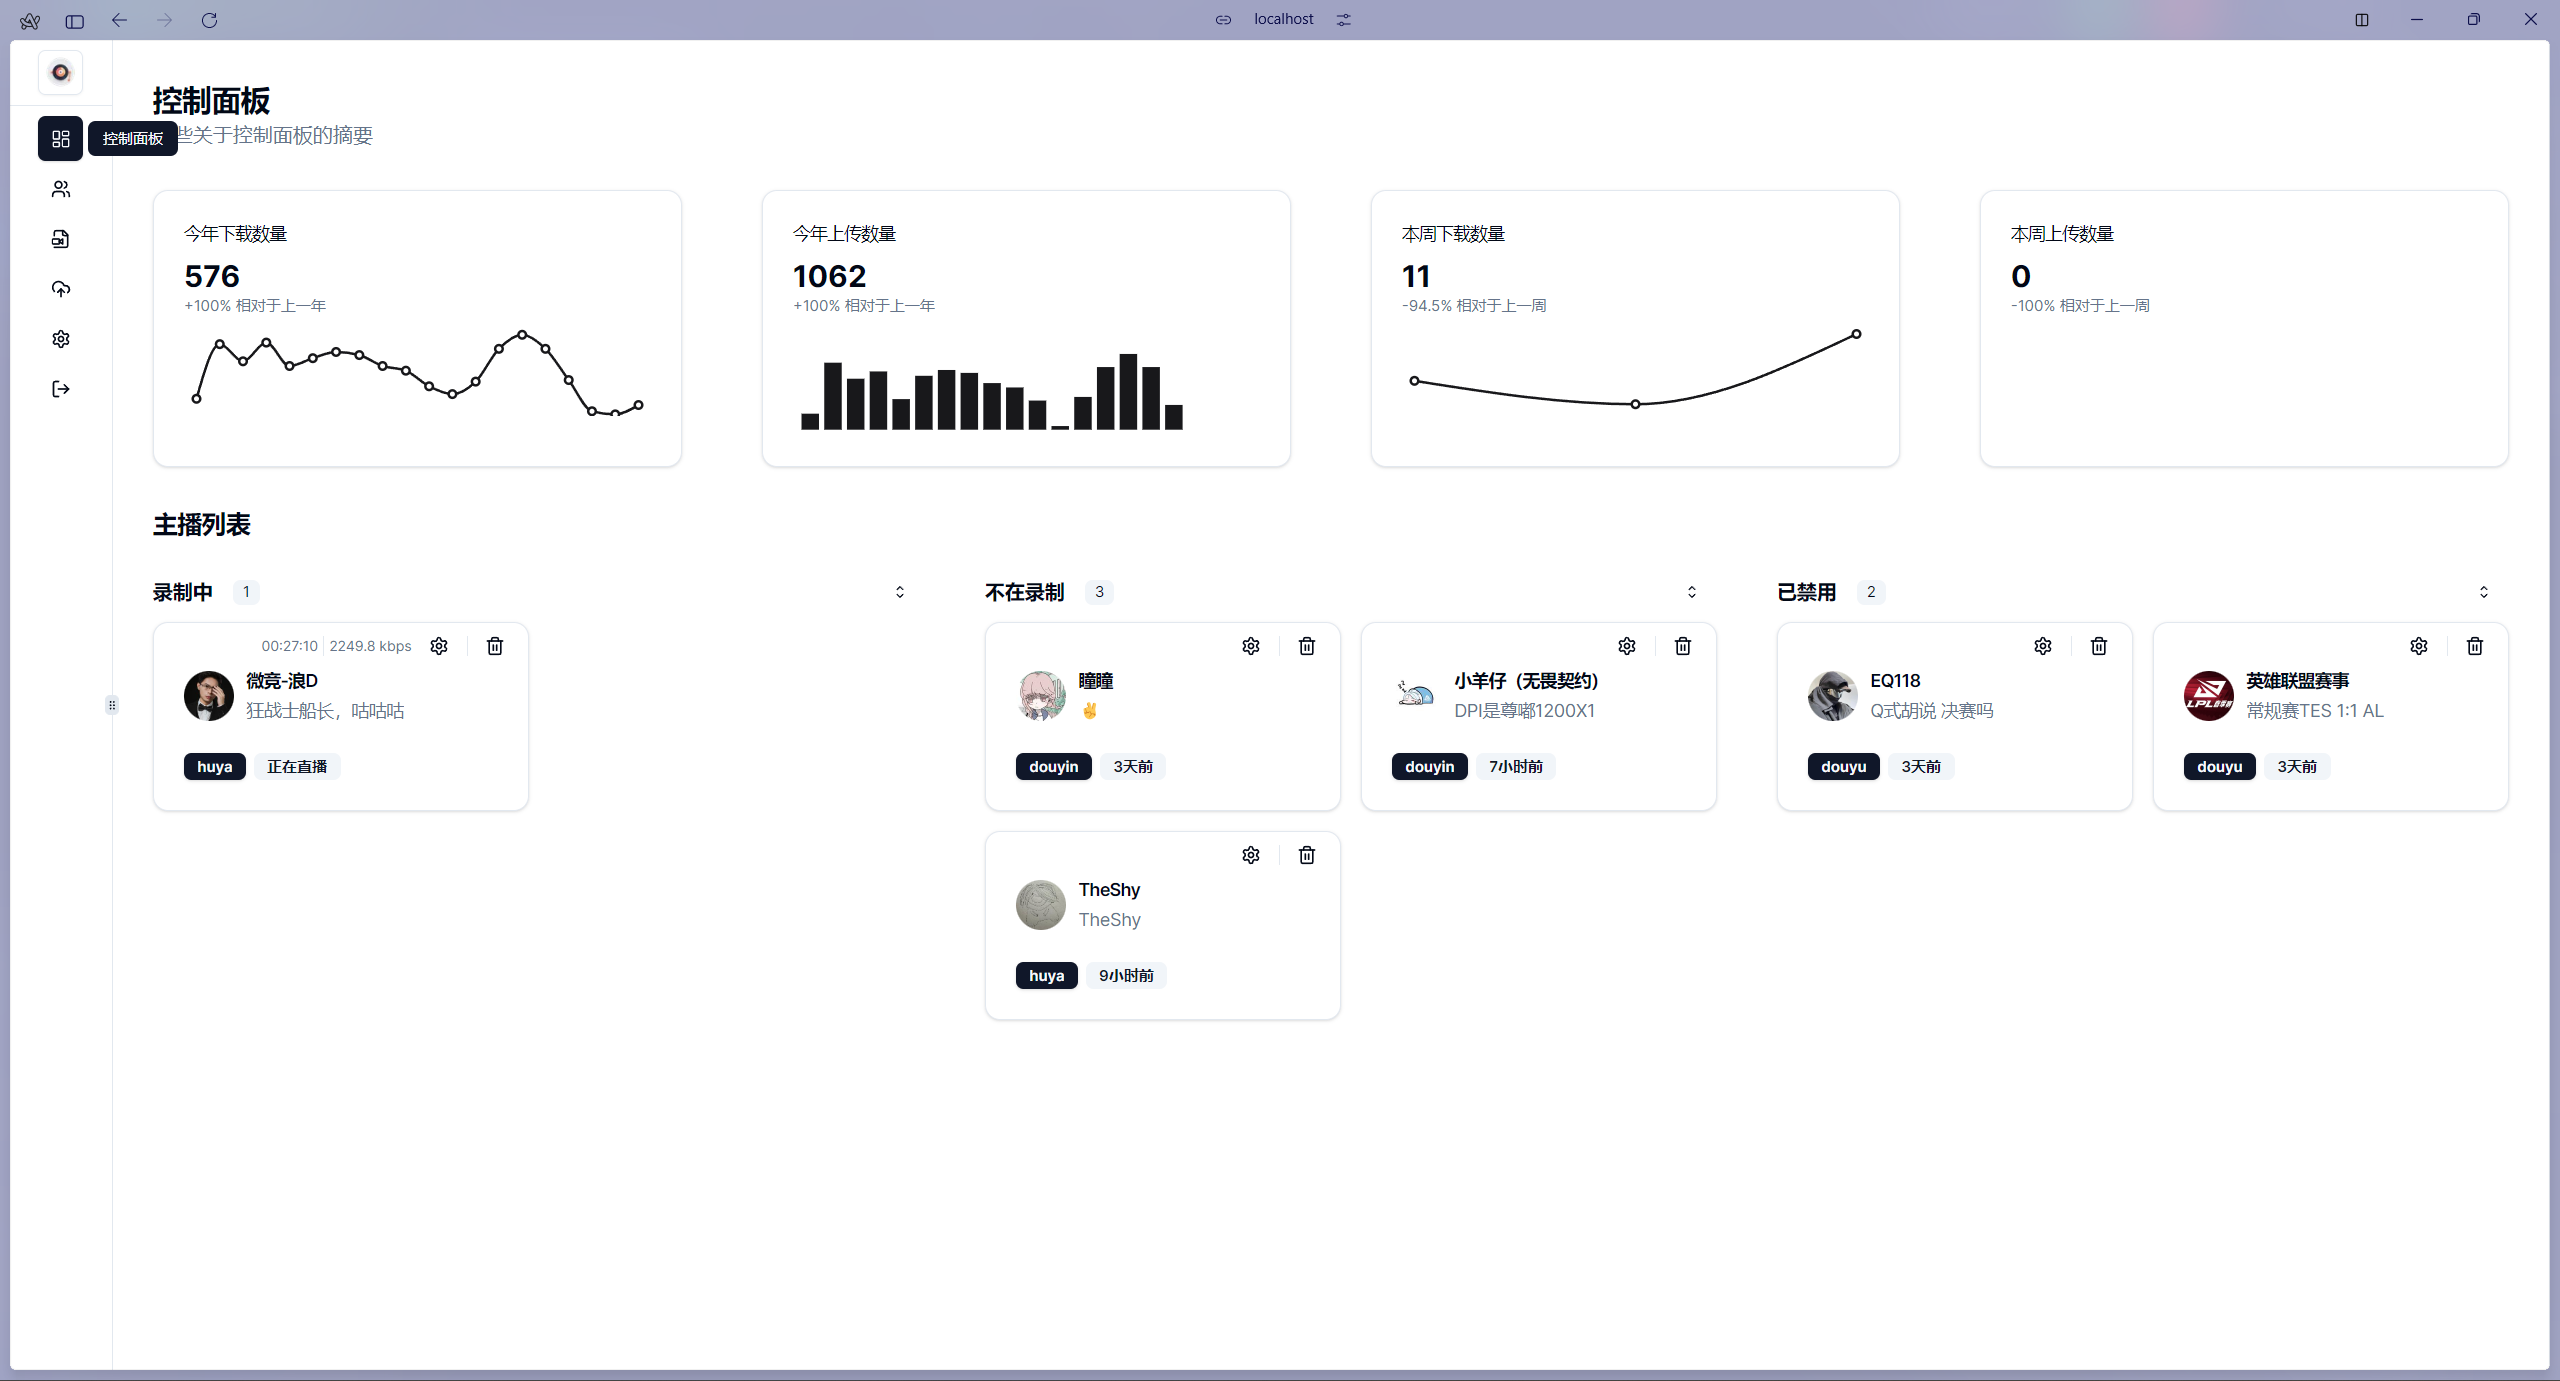 localhost
控制面板
控制面板
些关于控制面板的摘要
今年下载数量
576
+100% 相对于上一年
今年上传数量
1062
+100% 相对于上一年
本周下载数量
11
-94.5% 相对于上一周
本周上传数量
0
-100% 相对于上一周
主播列表
录制中 1
00:27:10 2249.8 kbps
微竞-浪D
狂战士船长，咕咕咕
huya 正在直播
不在录制 3
瞳瞳
✌
douyin 3天前
小羊仔（无畏契约）
DPI是尊嘟1200X1
douyin 7小时前
TheShy
TheShy
huya 9小时前
已禁用 2
EQ118
Q式胡说 决赛吗
douyu 3天前
英雄联盟赛事
常规赛TES 1:1 AL
douyu 3天前
LPL